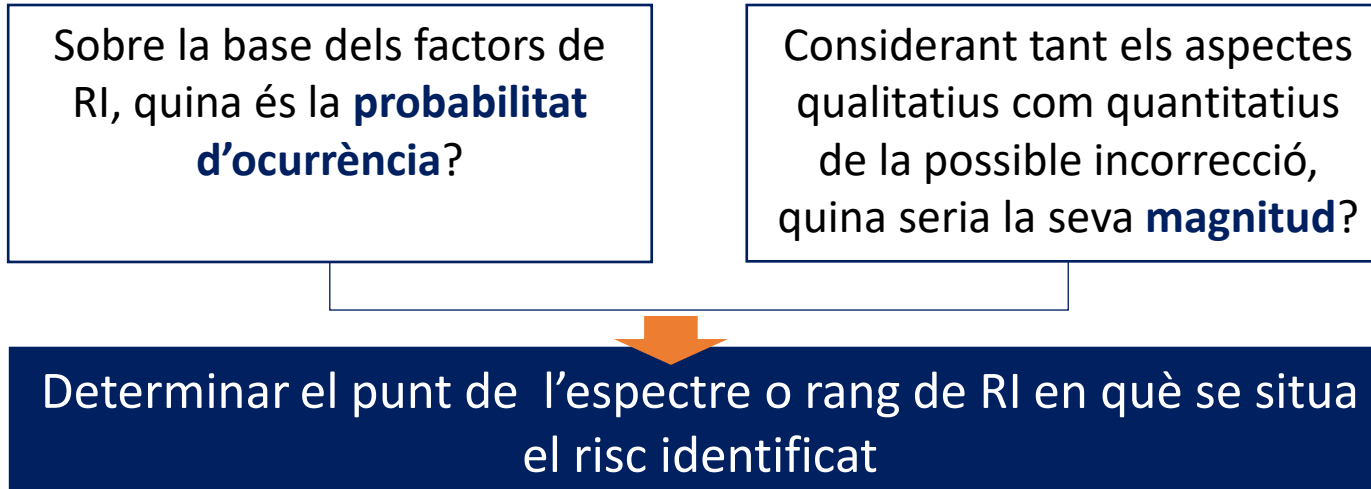 Sobre la base dels factors de
RI, quina és la probabilitat
d’ocurrència?
Considerant tant els aspectes
qualitatius com quantitatius
de la possible incorrecció,
quina seria la seva magnitud?
Determinar el punt de l’espectre o rang de RI en què se situa
el risc identificat